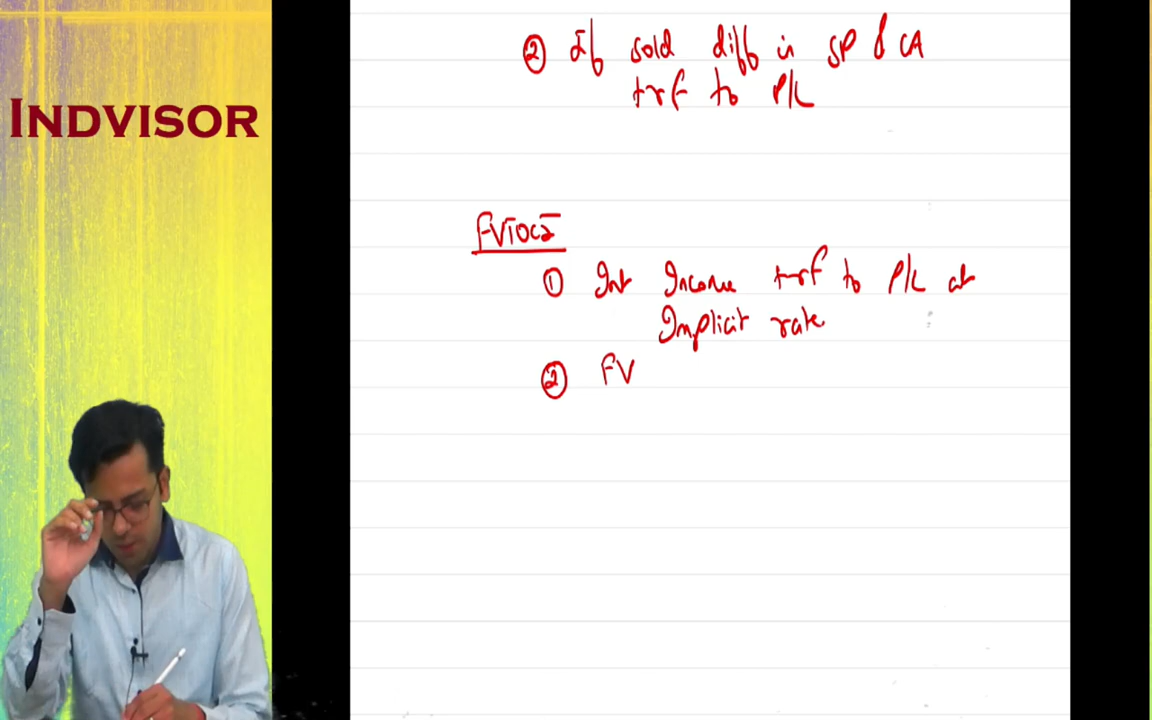 INDVISOR
② If sold diff in SP & CA
trf to P/L
FVTOCI
① Int Income trf to P/L at
Implicit rate
② FV